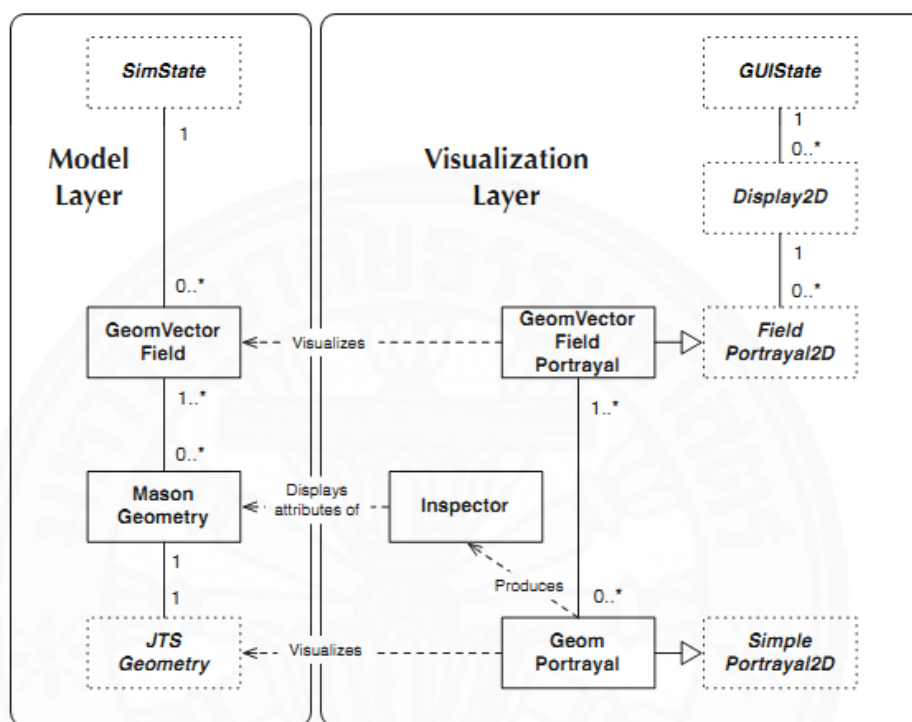 SimState
1
Model
Layer
0..*
GeomVector
Field
1..*
0..*
Mason
Geometry
1
1
JTS
Geometry
Visualization
Layer
GUIState
1
0..*
Display2D
1
0..*
Field
Portrayal2D
Visualizes
GeomVector
Field
Portrayal
1..*
Displays
attributes of
Inspector
Produces
0..*
Visualizes
Geom
Portrayal
Simple
Portrayal2D